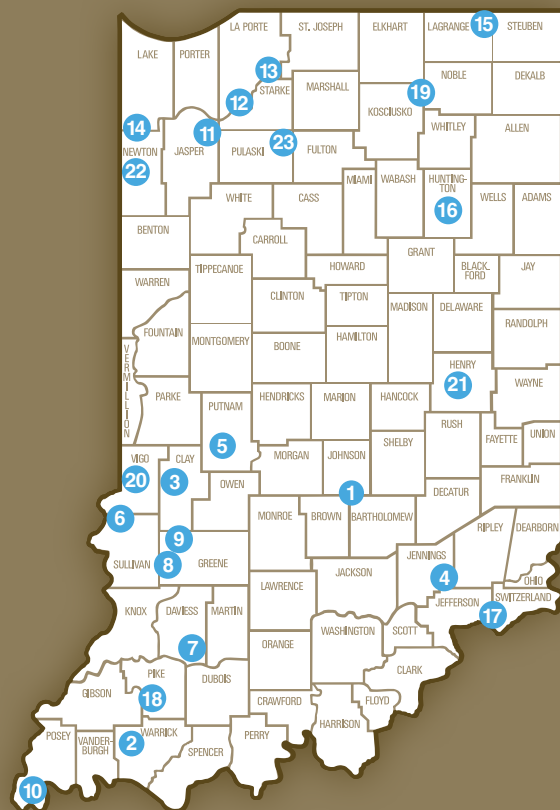 LA PORTE
ST. JOSEPH
ELKHART
LAGRANGE
15
STEUBEN
LAKE
PORTER
13
NOBLE
DEKALB
STARKE
MARSHALL
12
19
KOSCIUSKO
14
11
WHITLEY
ALLEN
NEWTON
JASPER
PULASKI
23
FULTON
22
MIAMI
WABASH
HUNTING-
TON
16
WHITE
CASS
WELLS
ADAMS
BENTON
CARROLL
GRANT
TIPPECANOE
HOWARD
BLACK-
FORD
JAY
WARREN
CLINTON
TIPTON
MADISON
DELAWARE
FOUNTAIN
RANDOLPH
MONTGOMERY
BOONE
HAMILTON
VERMILLION
HENRY
21
WAYNE
PARKE
PUTNAM
HENDRICKS
MARION
HANCOCK
RUSH
FAYETTE
UNION
5
SHELBY
VIGO
CLAY
MORGAN
JOHNSON
20
3
OWEN
FRANKLIN
1
DECATUR
6
MONROE
BROWN
BARTHOLOMEW
RIPLEY
DEARBORN
9
JENNINGS
SULLIVAN
8
GREENE
JACKSON
4
OHIO
LAWRENCE
JEFFERSON
SWITZERLAND
KNOX
DAVIESS
MARTIN
17
WASHINGTON
SCOTT
7
ORANGE
PIKE
DUBOIS
CLARK
GIBSON
18
CRAWFORD
FLOYD
HARRISON
POSEY
VANDER-
BURGH
2
WARRICK
SPENCER
PERRY
10